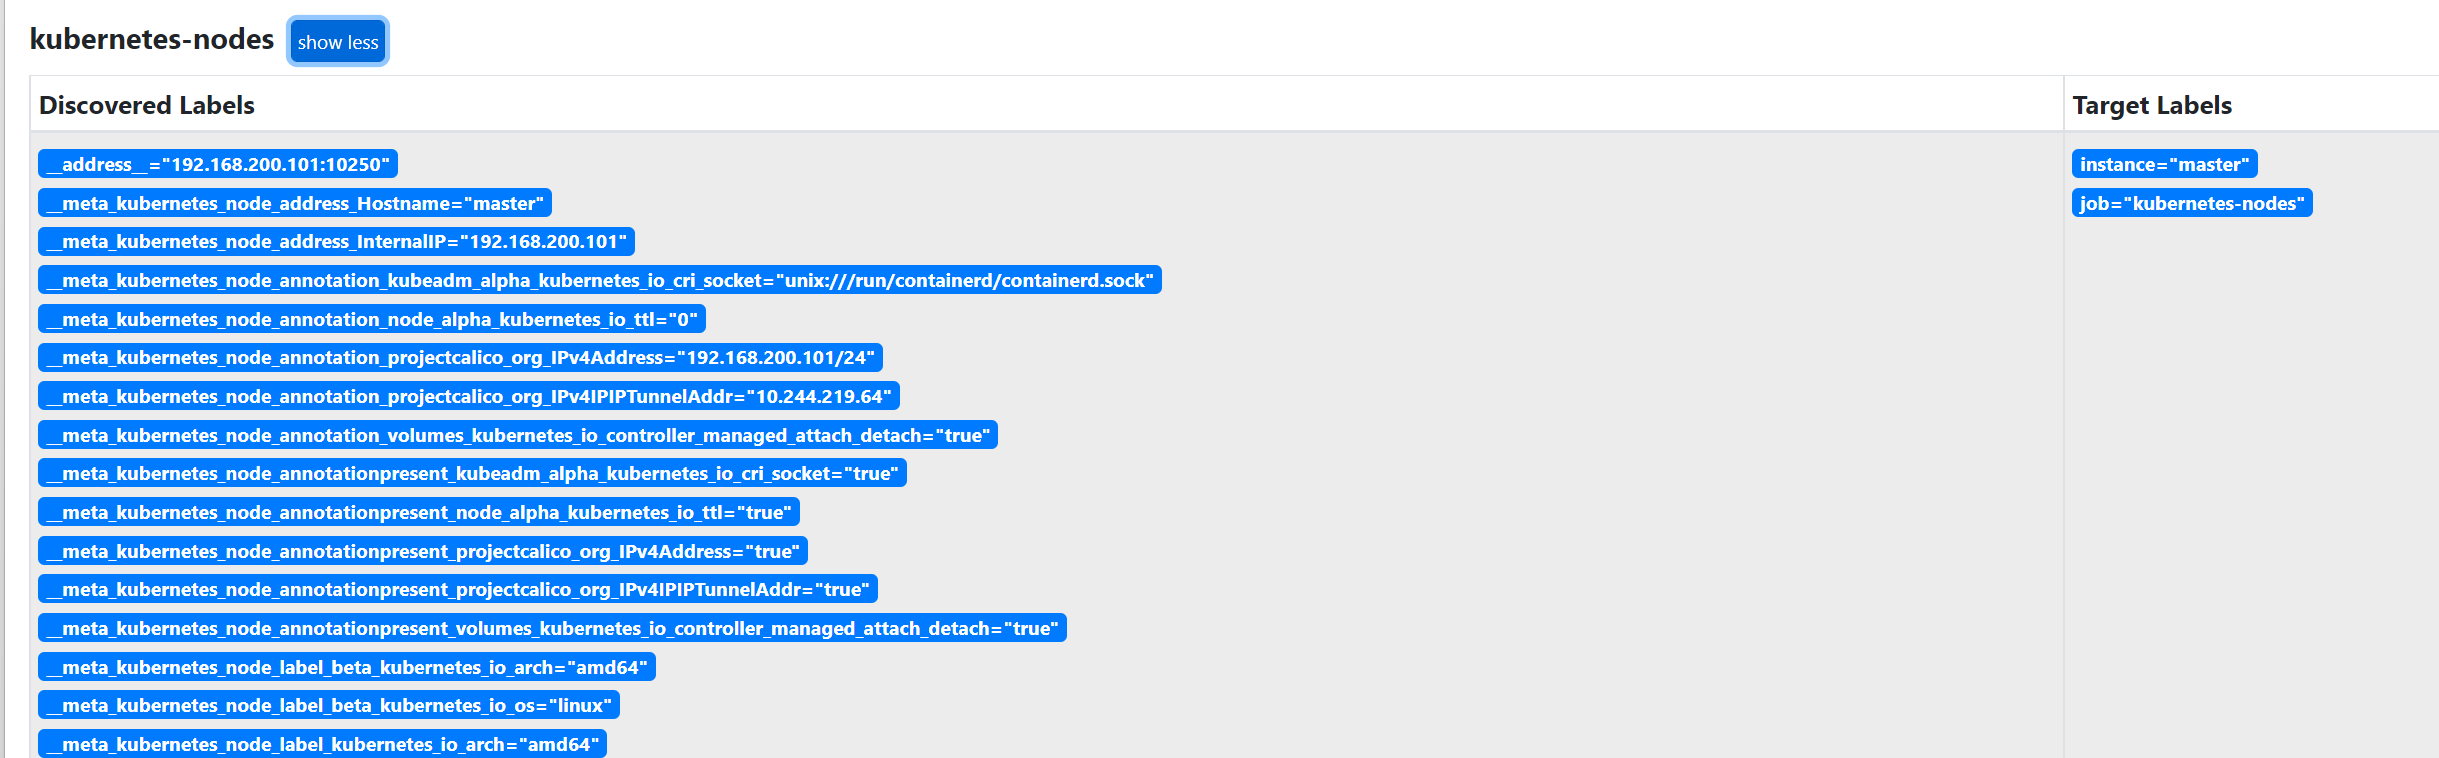 kubernetes-nodes show less
Discovered Labels Target Labels
__address__="192.168.200.101:10250" instance="master"
__meta_kubernetes_node_address_Hostname="master" job="kubernetes-nodes"
__meta_kubernetes_node_address_InternalIP="192.168.200.101"
__meta_kubernetes_node_annotation_kubeadm_alpha_kubernetes_io_cri_socket="unix:///run/containerd/containerd.sock"
__meta_kubernetes_node_annotation_node_alpha_kubernetes_io_ttl="0"
__meta_kubernetes_node_annotation_projectcalico_org_IPv4Address="192.168.200.101/24"
__meta_kubernetes_node_annotation_projectcalico_org_IPv4IPIPTunnelAddr="10.244.219.64"
__meta_kubernetes_node_annotation_volumes_kubernetes_io_controller_managed_attach_detach="true"
__meta_kubernetes_node_annotationpresent_kubeadm_alpha_kubernetes_io_cri_socket="true"
__meta_kubernetes_node_annotationpresent_node_alpha_kubernetes_io_ttl="true"
__meta_kubernetes_node_annotationpresent_projectcalico_org_IPv4Address="true"
__meta_kubernetes_node_annotationpresent_projectcalico_org_IPv4IPIPTunnelAddr="true"
__meta_kubernetes_node_annotationpresent_volumes_kubernetes_io_controller_managed_attach_detach="true"
__meta_kubernetes_node_label_beta_kubernetes_io_arch="amd64"
__meta_kubernetes_node_label_beta_kubernetes_io_os="linux"
__meta_kubernetes_node_label_kubernetes_io_arch="amd64"